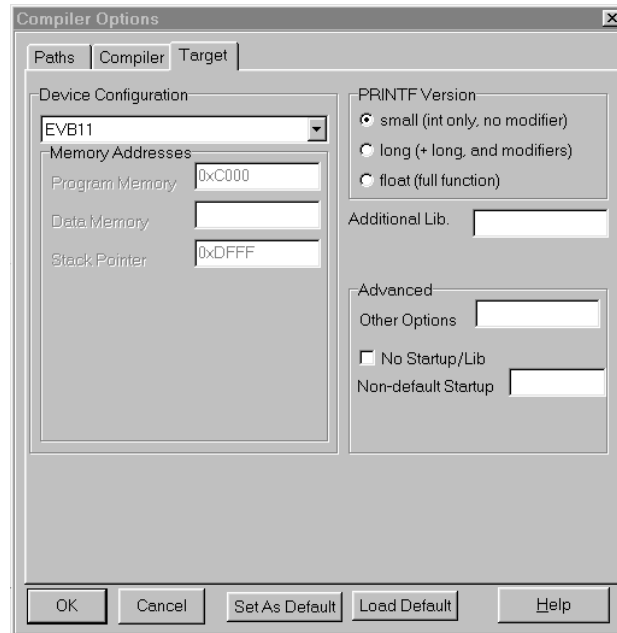 Compiler Options
Paths Compiler Target
Device Configuration
EVB11
Memory Addresses
Program Memory 0xC000
Data Memory
Stack Pointer 0xDFFF
PRINTF Version
small (int only, no modifier)
long (+ long, and modifiers)
float (full function)
Additional Lib.
Advanced
Other Options
No Startup/Lib
Non-default Startup
OK Cancel Set As Default Load Default Help